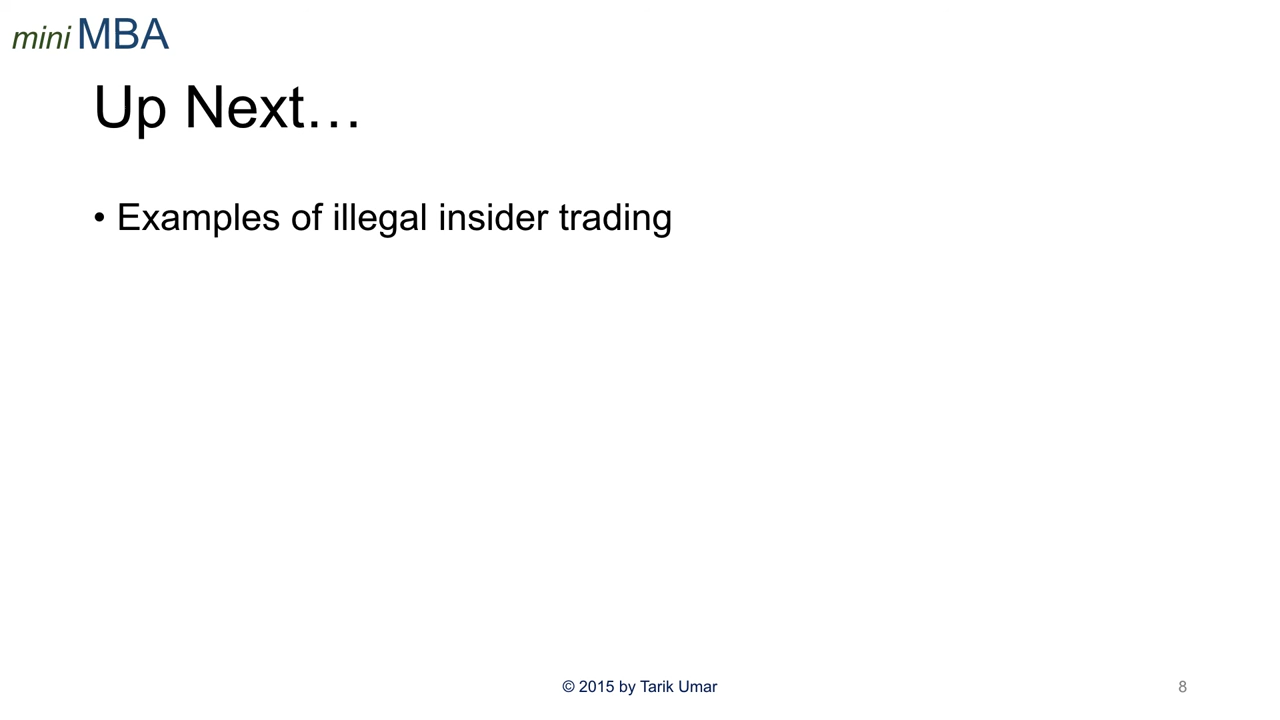 mini MBA
Up Next…
• Examples of illegal insider trading
© 2015 by Tarik Umar
8